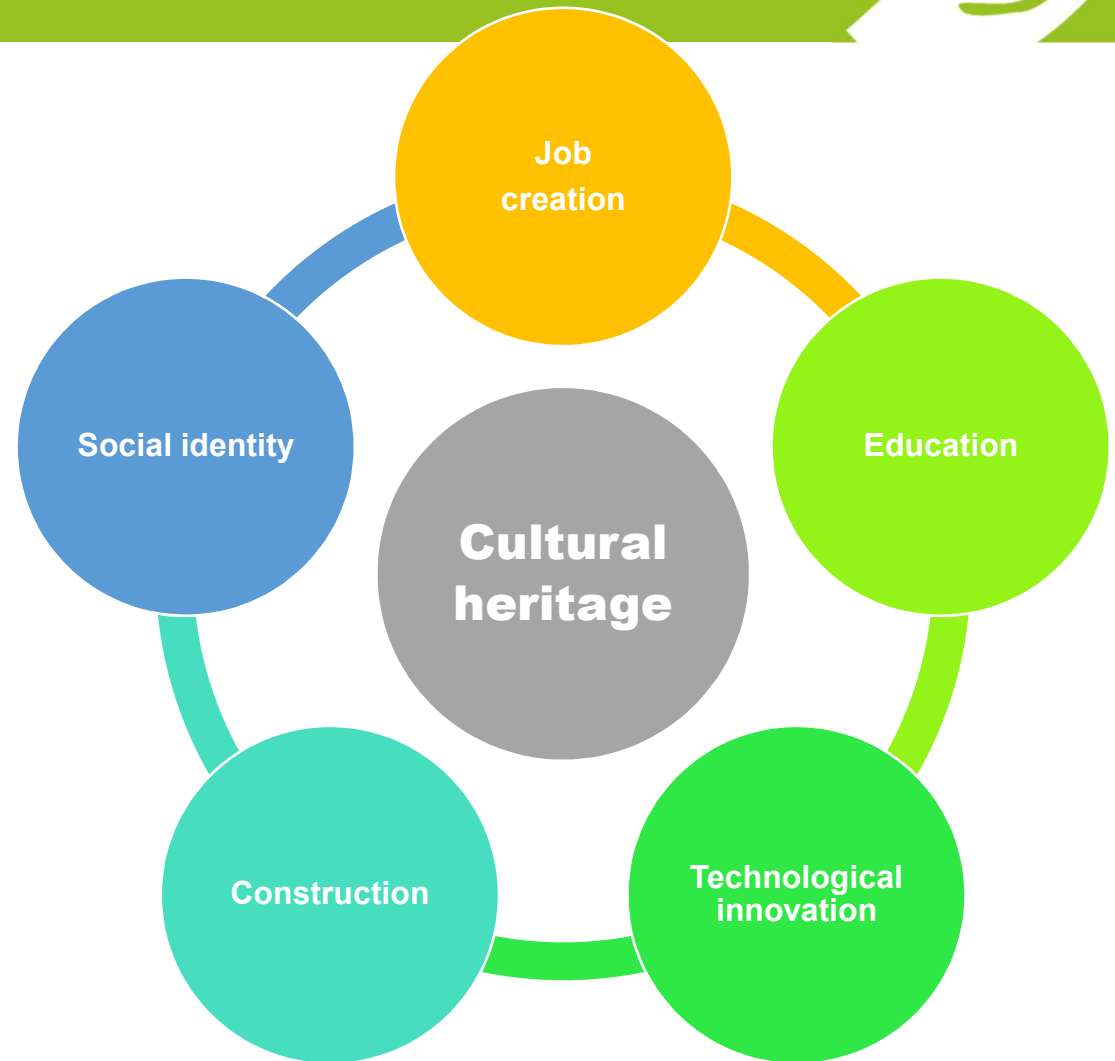 Job
creation
Social identity
Education
Cultural
heritage
Construction
Technological
innovation